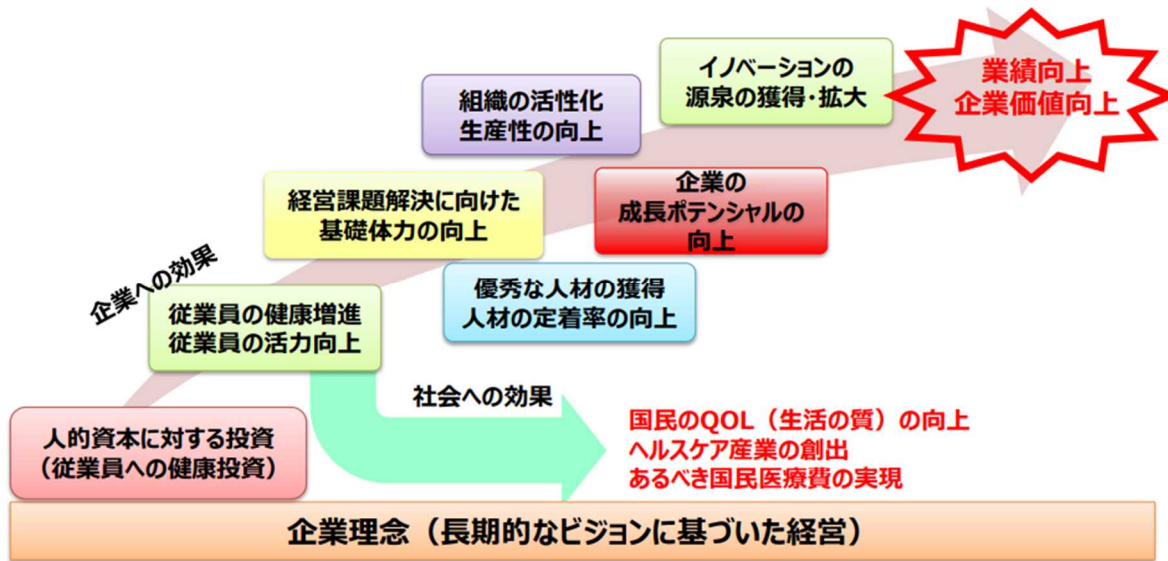 イノベーションの
源泉の獲得・拡大
業績向上
企業価値向上
組織の活性化
生産性の向上
経営課題解決に向けた
基礎体力の向上
企業の
成長ポテンシャルの
向上
企業への効果
従業員の健康増進
従業員の活力向上
優秀な人材の獲得
人材の定着率の向上
社会への効果
人的資本に対する投資
（従業員への健康投資）
国民のQOL（生活の質）の向上
ヘルスケア産業の創出
あるべき国民医療費の実現
企業理念（長期的なビジョンに基づいた経営）